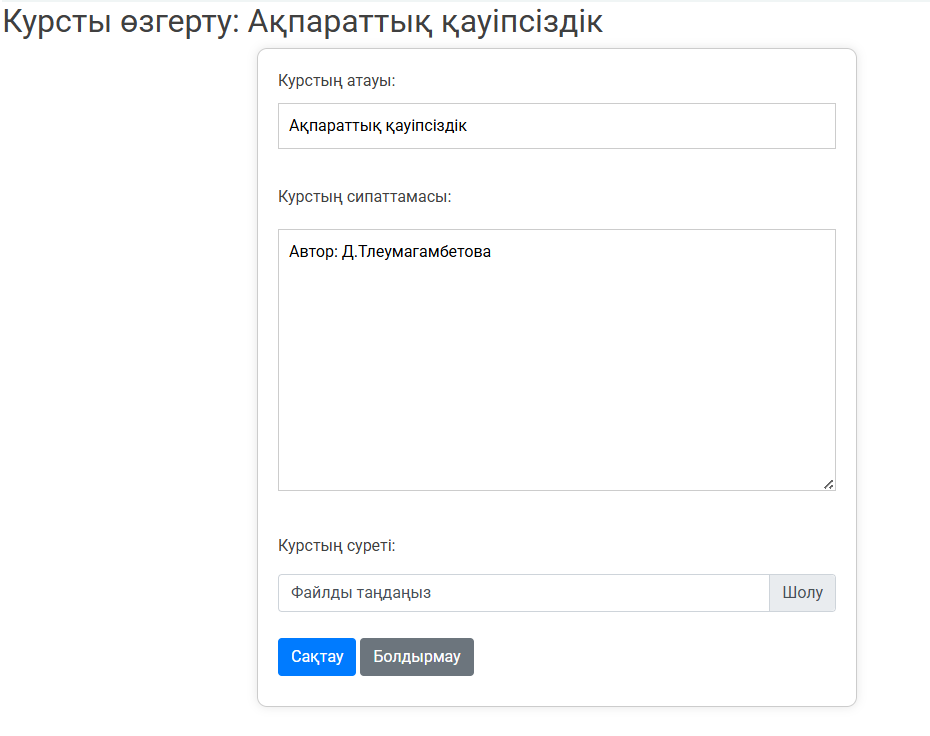 Курсты өзгерту: Ақпараттық қауіпсіздік
Курстың атауы:
Ақпараттық қауіпсіздік
Курстың сипаттамасы:
Автор: Д.Тлеумагамбетова
Курстың суреті:
Файлды таңдаңыз
Шолу
Сақтау
Болдырмау